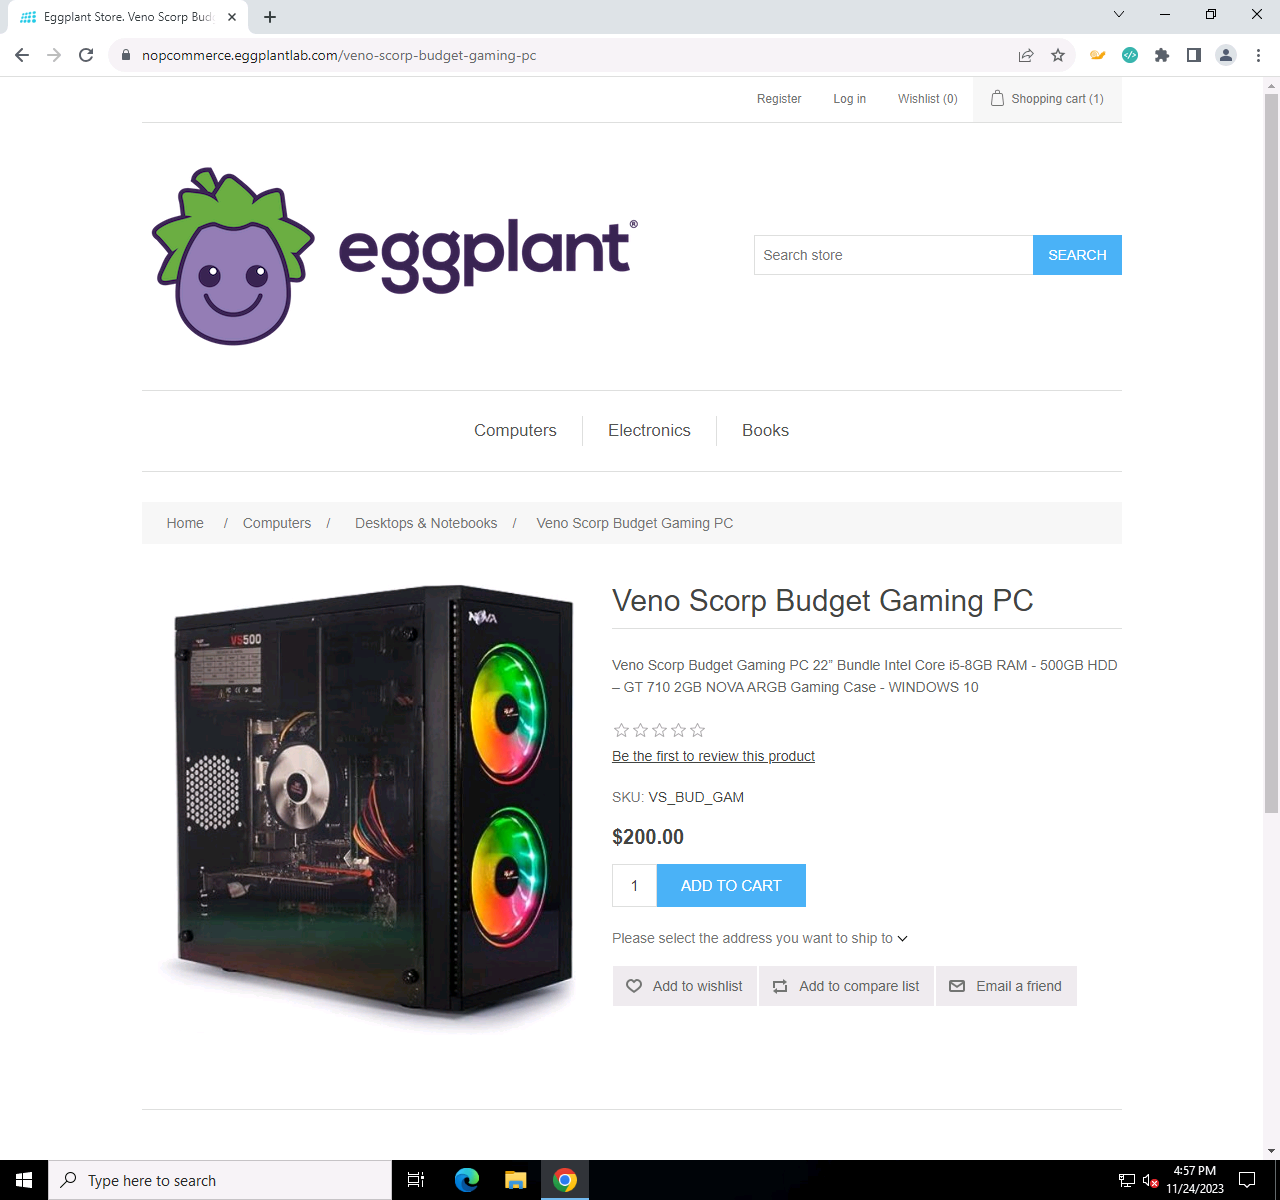 Eggplant Store. Veno Scorp Bud
nopcommerce.eggplantlab.com/veno-scorp-budget-gaming-pc
Register Log in Wishlist (0) Shopping cart (1)
eggplant®
Search store SEARCH
Computers Electronics Books
Home / Computers / Desktops & Notebooks / Veno Scorp Budget Gaming PC
NOVA
VS500
Veno Scorp Budget Gaming PC
Veno Scorp Budget Gaming PC 22” Bundle Intel Core i5-8GB RAM - 500GB HDD
– GT 710 2GB NOVA ARGB Gaming Case - WINDOWS 10
Be the first to review this product
SKU: VS_BUD_GAM
$200.00
1 ADD TO CART
Please select the address you want to ship to
Add to wishlist Add to compare list Email a friend
Type here to search
4:57 PM
11/24/2023